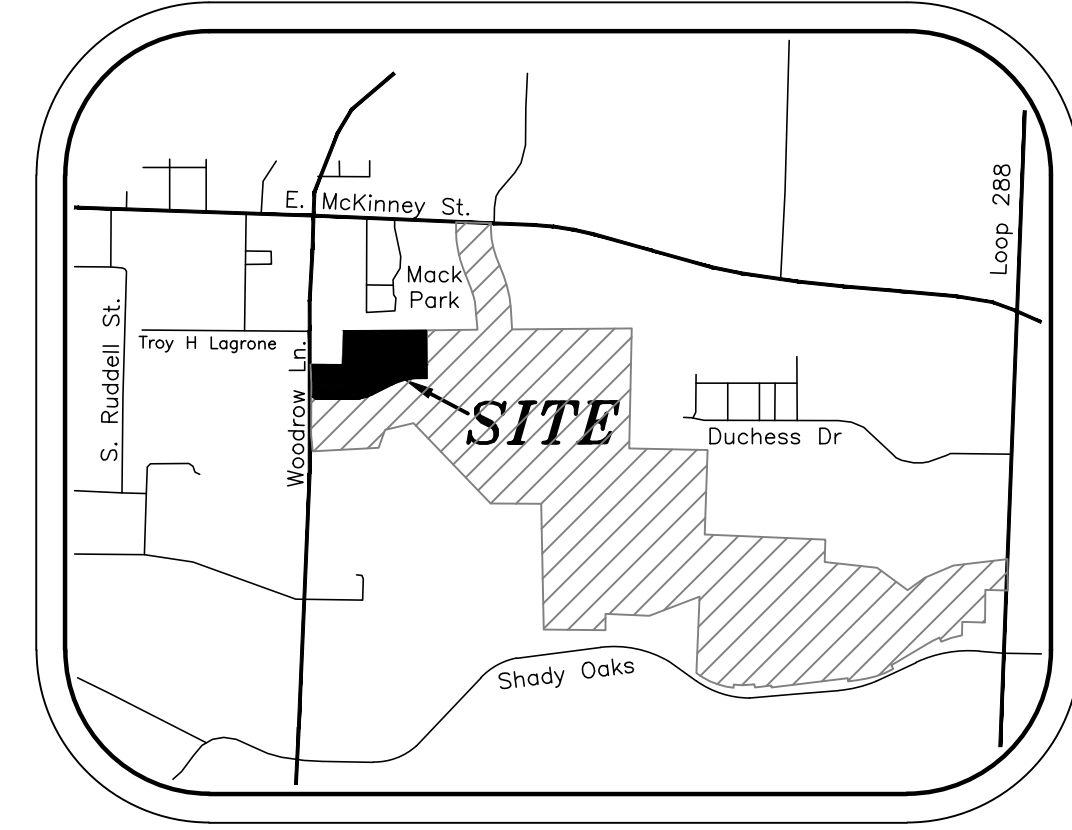 E. McKinney St.
Loop 288
Mack
Park
S. Ruddell St.
Troy H Lagrone
Woodrow Ln.
SITE
Duchess Dr
Shady Oaks